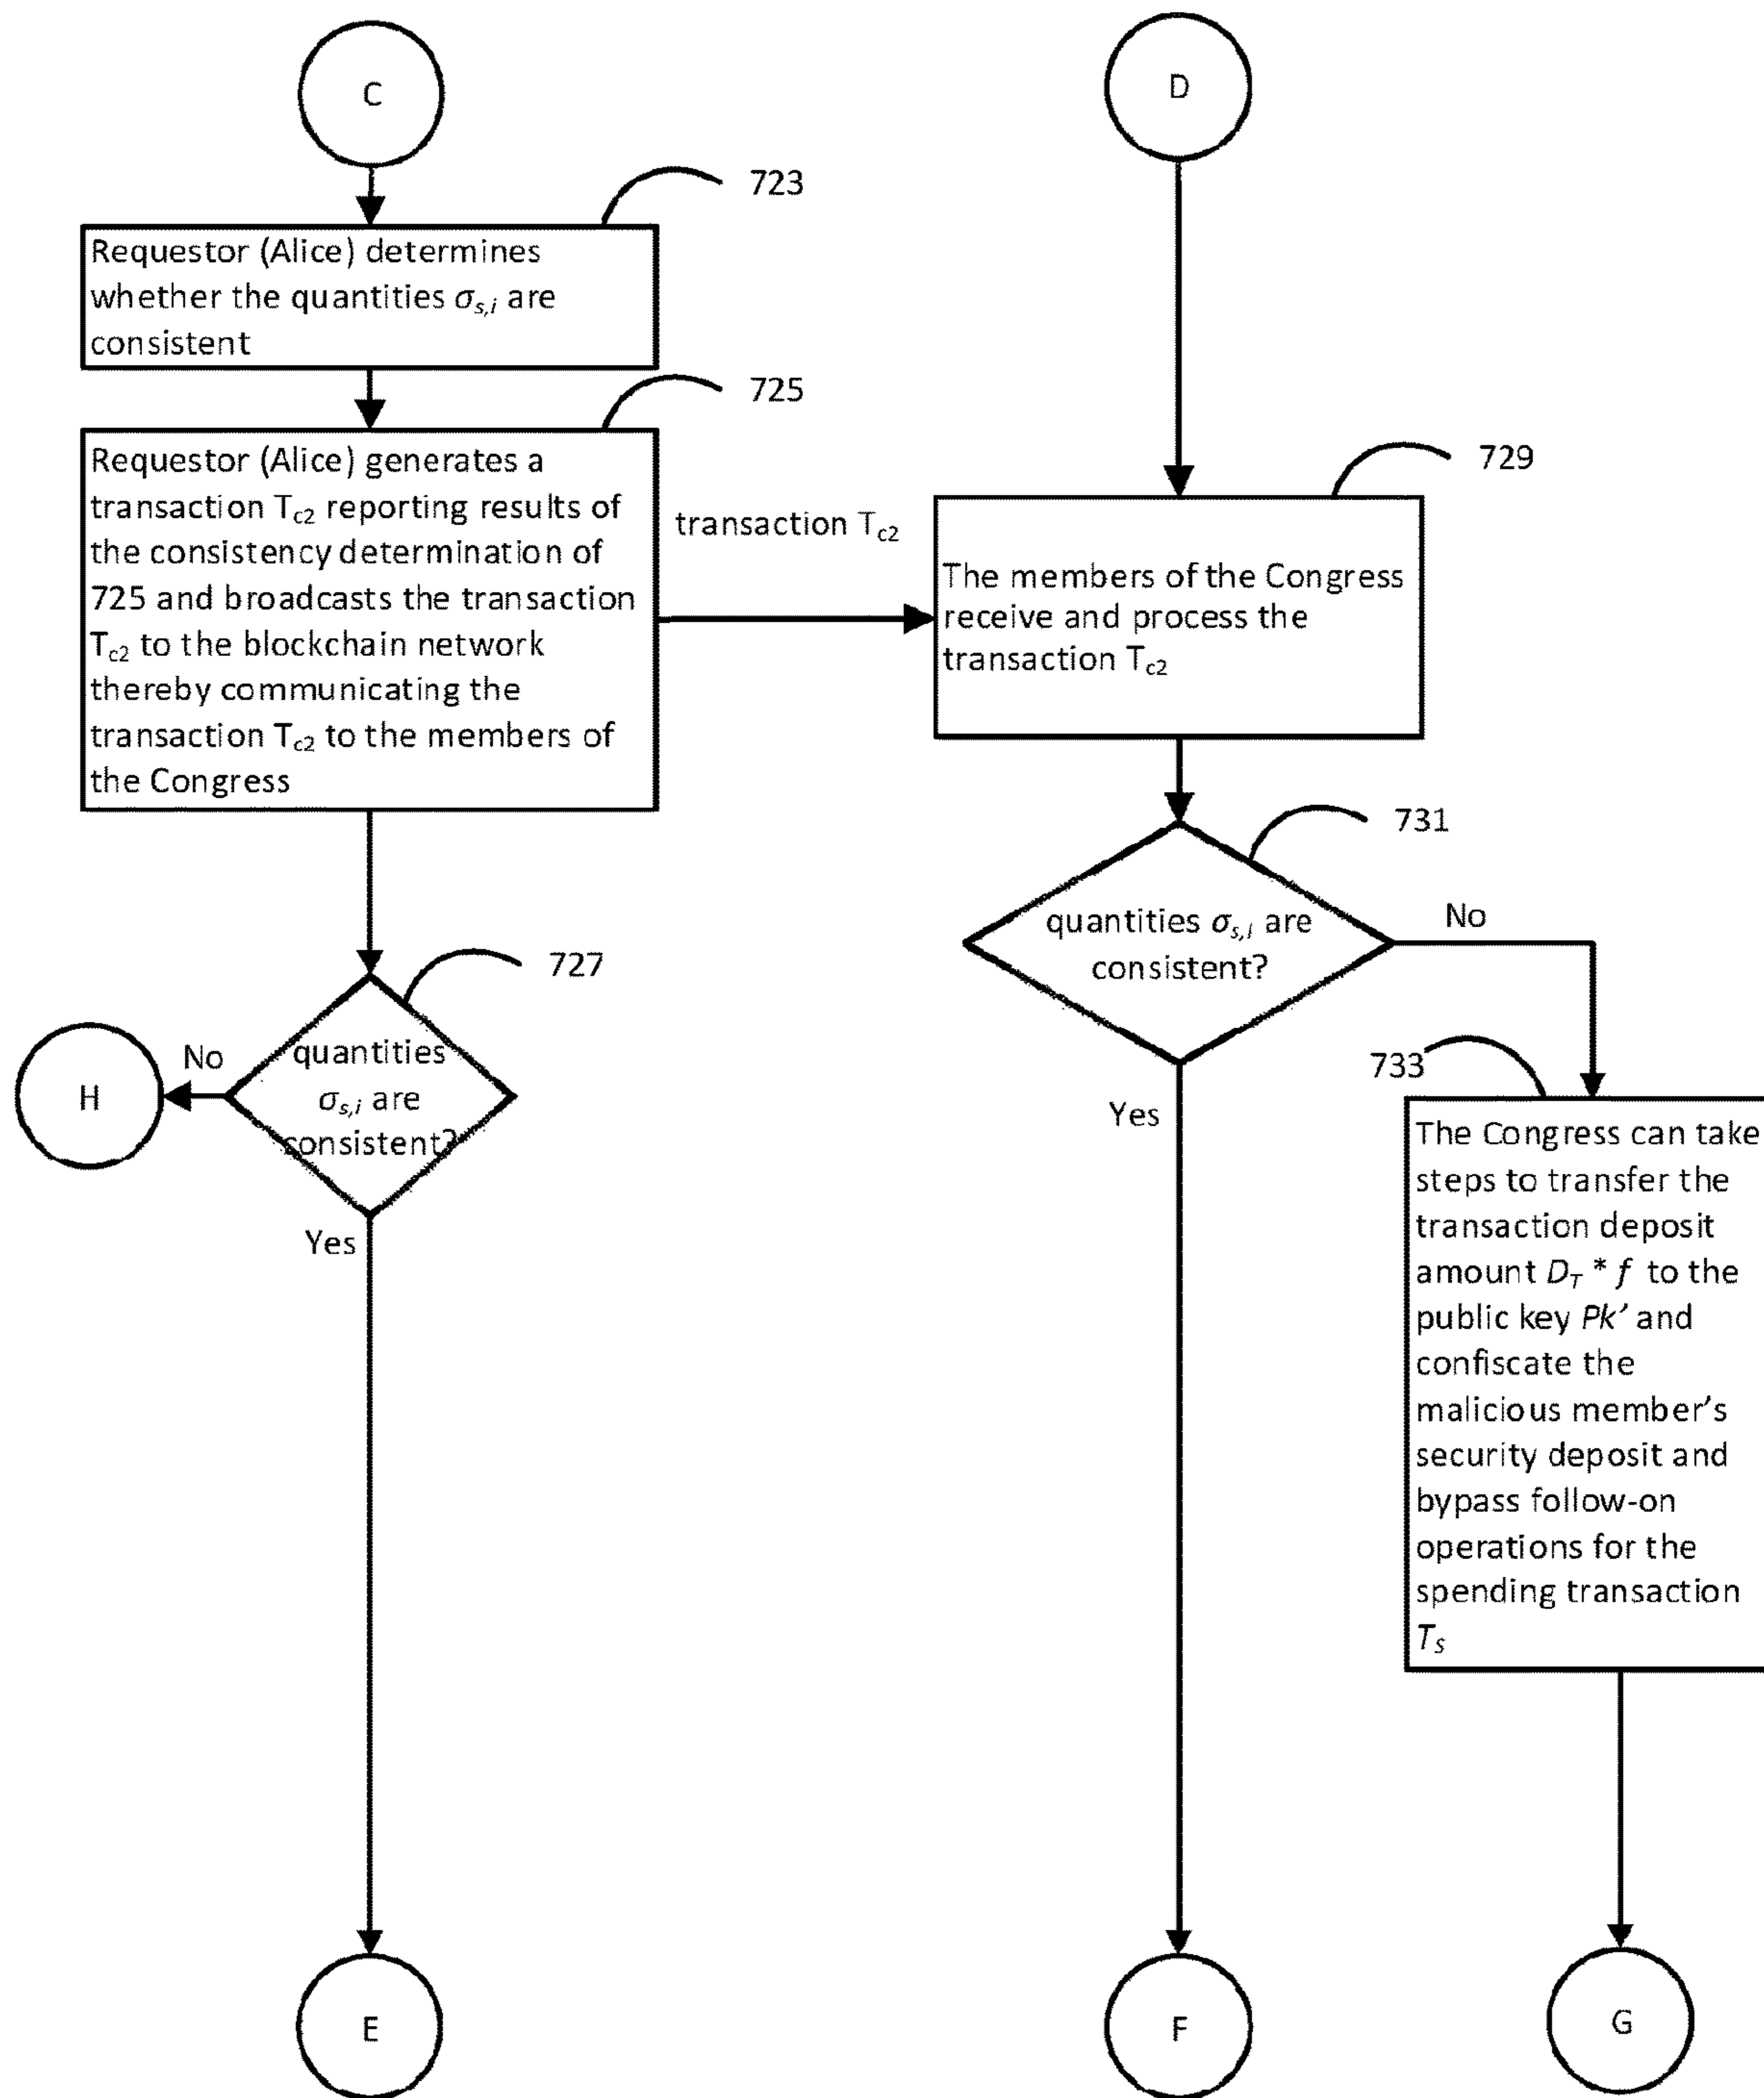 C
D
723
Requestor (Alice) determines
whether the quantities σs,i are
consistent
725
Requestor (Alice) generates a
transaction Tc2 reporting results of
the consistency determination of
725 and broadcasts the transaction
Tc2 to the blockchain network
thereby communicating the
transaction Tc2 to the members of
the Congress
transaction Tc2
729
The members of the Congress
receive and process the
transaction Tc2
731
quantities σs,i are
consistent?
No
Yes
727
quantities
σs,i are
consistent?
No
H
Yes
733
The Congress can take
steps to transfer the
transaction deposit
amount DT * f to the
public key Pk’ and
confiscate the
malicious member’s
security deposit and
bypass follow-on
operations for the
spending transaction
Ts
E
F
G